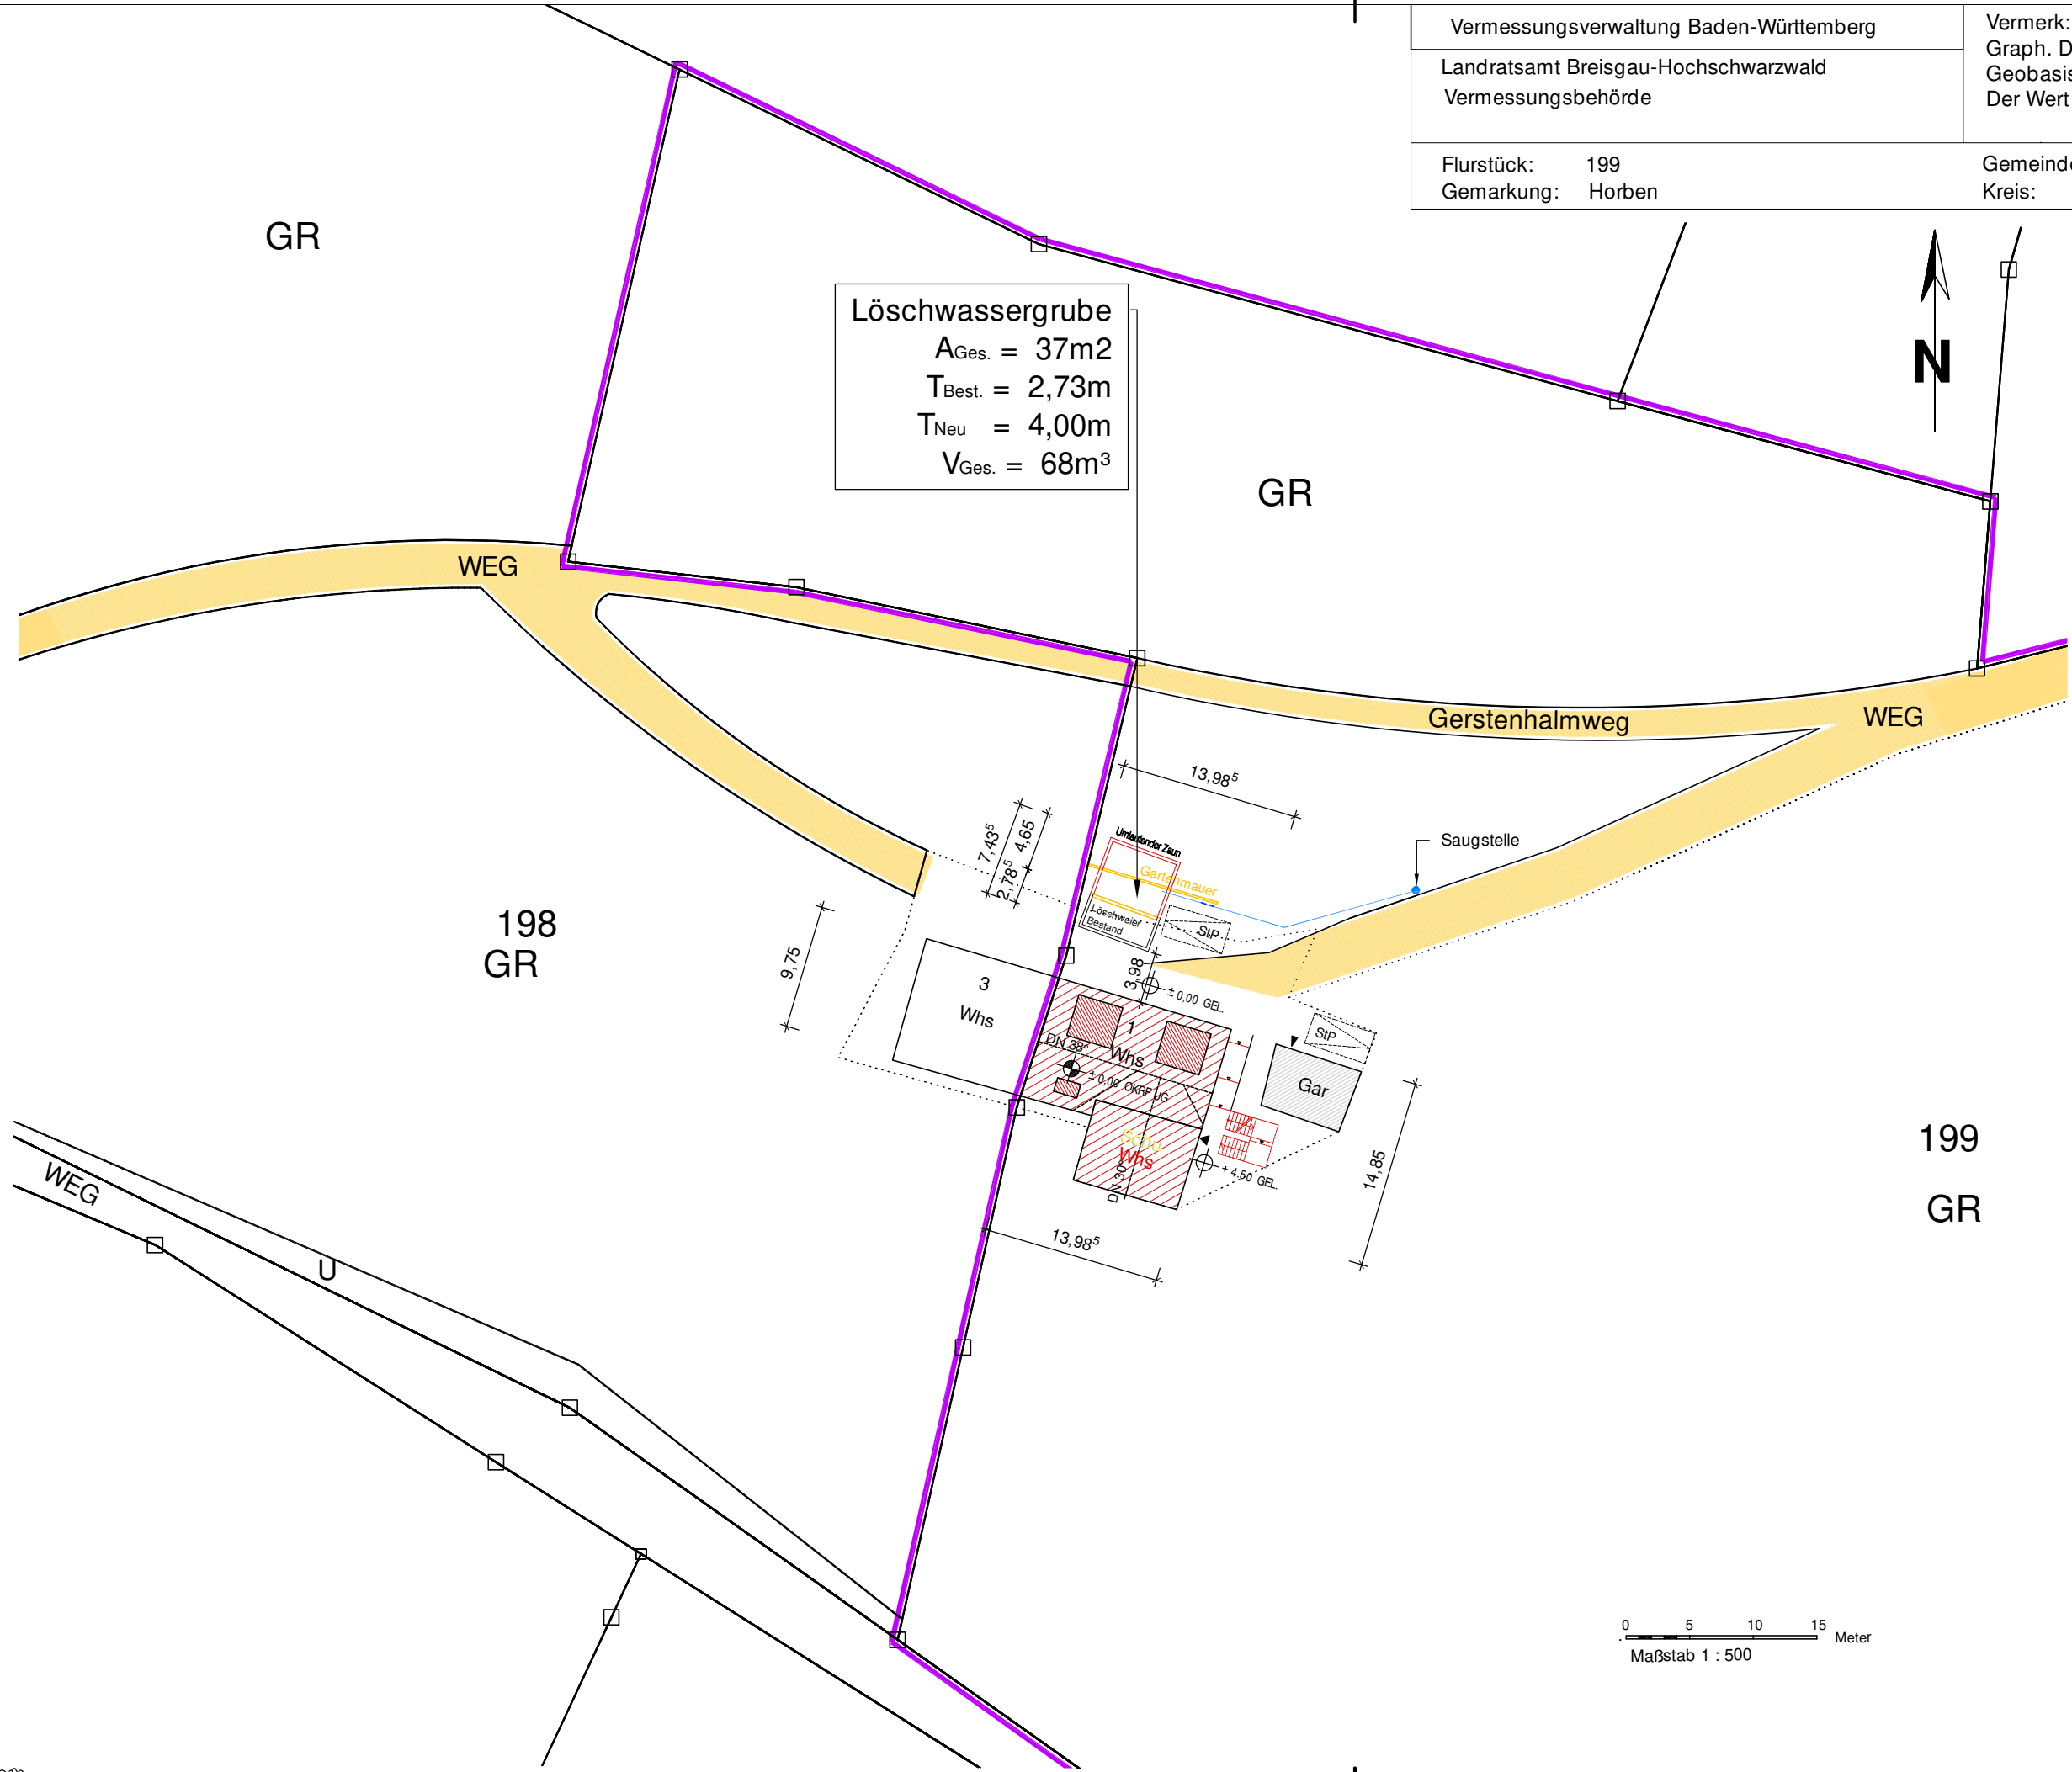 Vermessungsverwaltung Baden-Württemberg
Landratsamt Breisgau-Hochschwarzwald
Vermessungsbehörde
Vermerk:
Graph. D
Geobasis
Der Wert
Flurstück: 199
Gemarkung: Horben
Gemeinde
Kreis:
GR
N
Löschwassergrube
AGes. = 37m2
TBest. = 2,73m
TNeu = 4,00m
VGes. = 68m³
GR
WEG
Gerstenhalmweg
WEG
13,98⁵
7,43⁵
4,65
2,78⁵
Umlaufender Zaun
Gartenmauer
Löschweier
Bestand
StP
Saugstelle
198
GR
9,75
3
Whs
3,98
± 0,00 GEL.
1
Whs
DN 38°
± 0,00 OKRF UG
StP
Gar
Schu
Whs
DN 30°
+ 4,50 GEL.
14,85
13,98⁵
199
GR
WEG
U
0 5 10 15
Meter
Maßstab 1 : 500